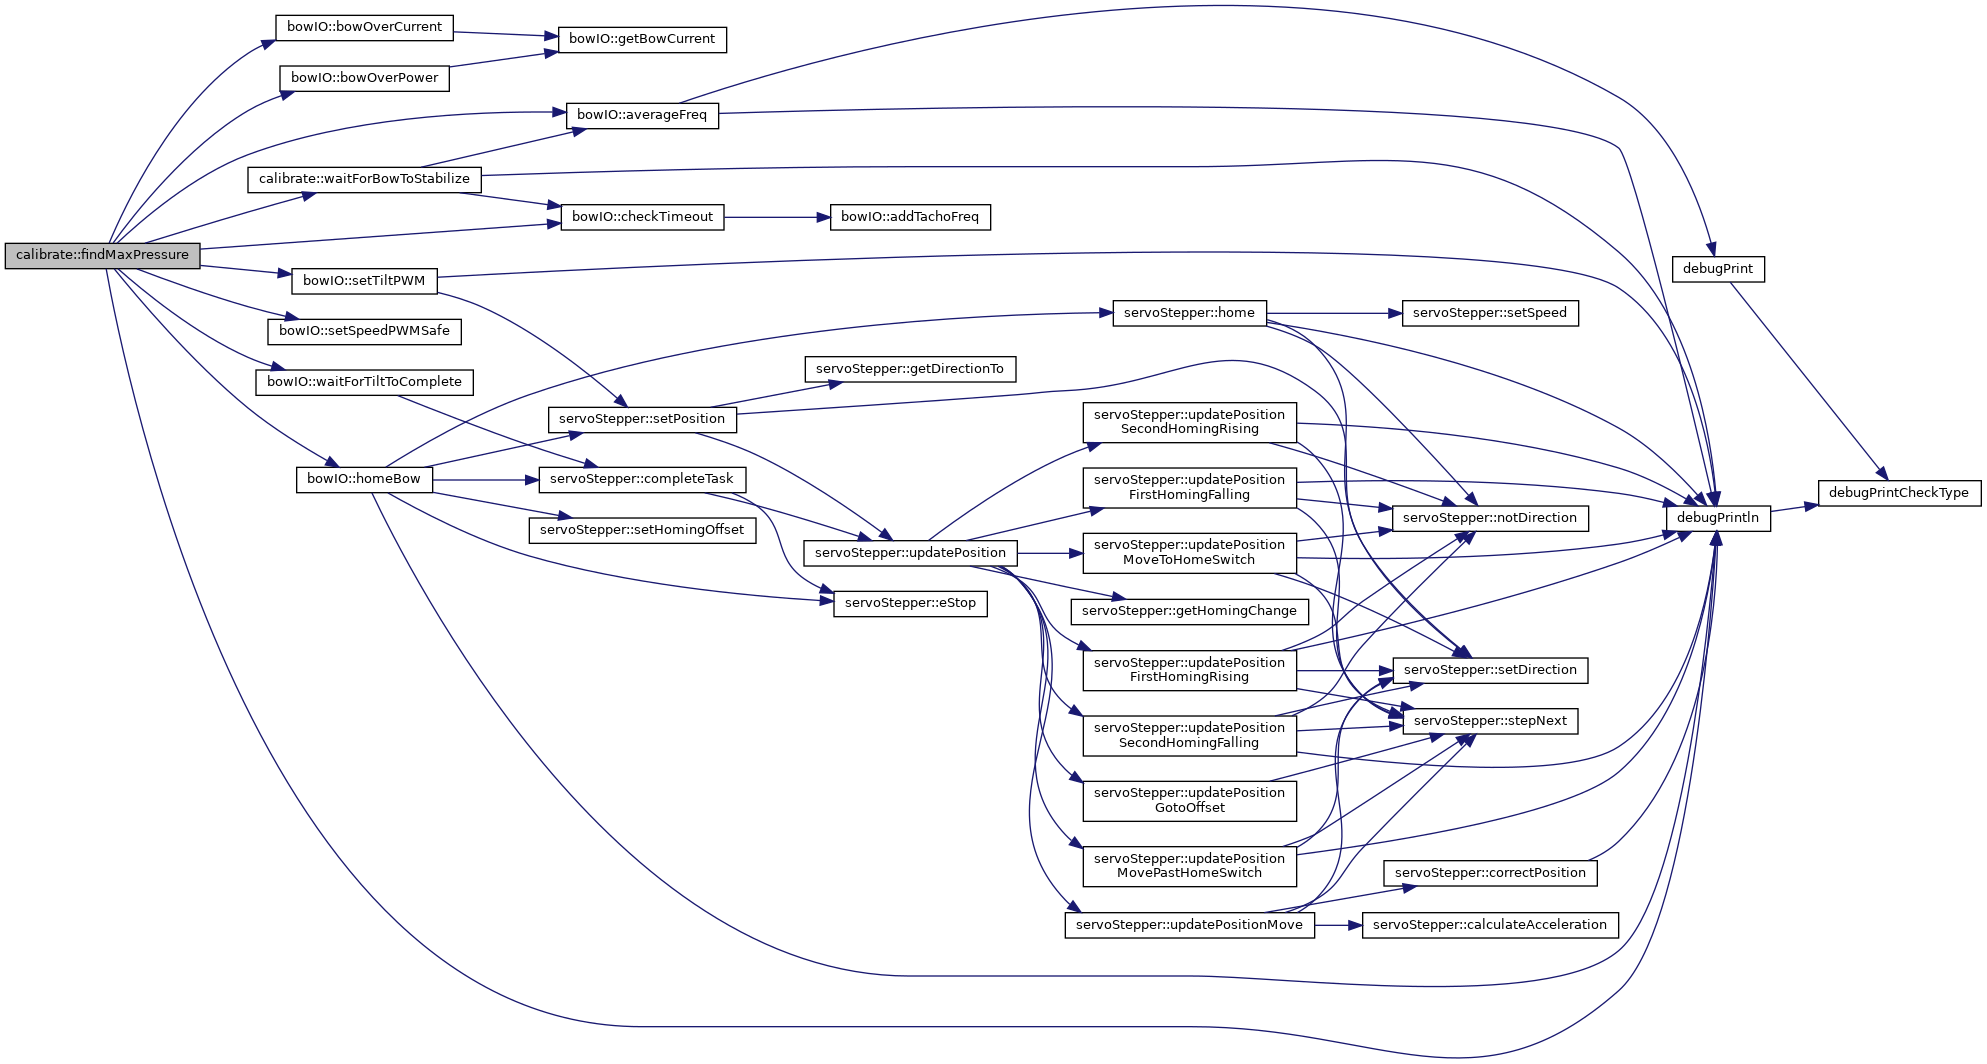 calibrate::findMaxPressure
bowIO::bowOverCurrent
bowIO::bowOverPower
calibrate::waitForBowToStabilize
bowIO::setTiltPWM
bowIO::setSpeedPWMSafe
bowIO::waitForTiltToComplete
bowIO::homeBow
bowIO::getBowCurrent
bowIO::averageFreq
bowIO::checkTimeout
servoStepper::setPosition
servoStepper::completeTask
servoStepper::setHomingOffset
bowIO::addTachoFreq
servoStepper::getDirectionTo
servoStepper::updatePosition
servoStepper::eStop
servoStepper::home
servoStepper::updatePosition
SecondHomingRising
servoStepper::updatePosition
FirstHomingFalling
servoStepper::updatePosition
MoveToHomeSwitch
servoStepper::getHomingChange
servoStepper::updatePosition
FirstHomingRising
servoStepper::updatePosition
SecondHomingFalling
servoStepper::updatePosition
GotoOffset
servoStepper::updatePosition
MovePastHomeSwitch
servoStepper::updatePositionMove
servoStepper::setSpeed
servoStepper::notDirection
servoStepper::setDirection
servoStepper::stepNext
servoStepper::correctPosition
servoStepper::calculateAcceleration
debugPrint
debugPrintln
debugPrintCheckType